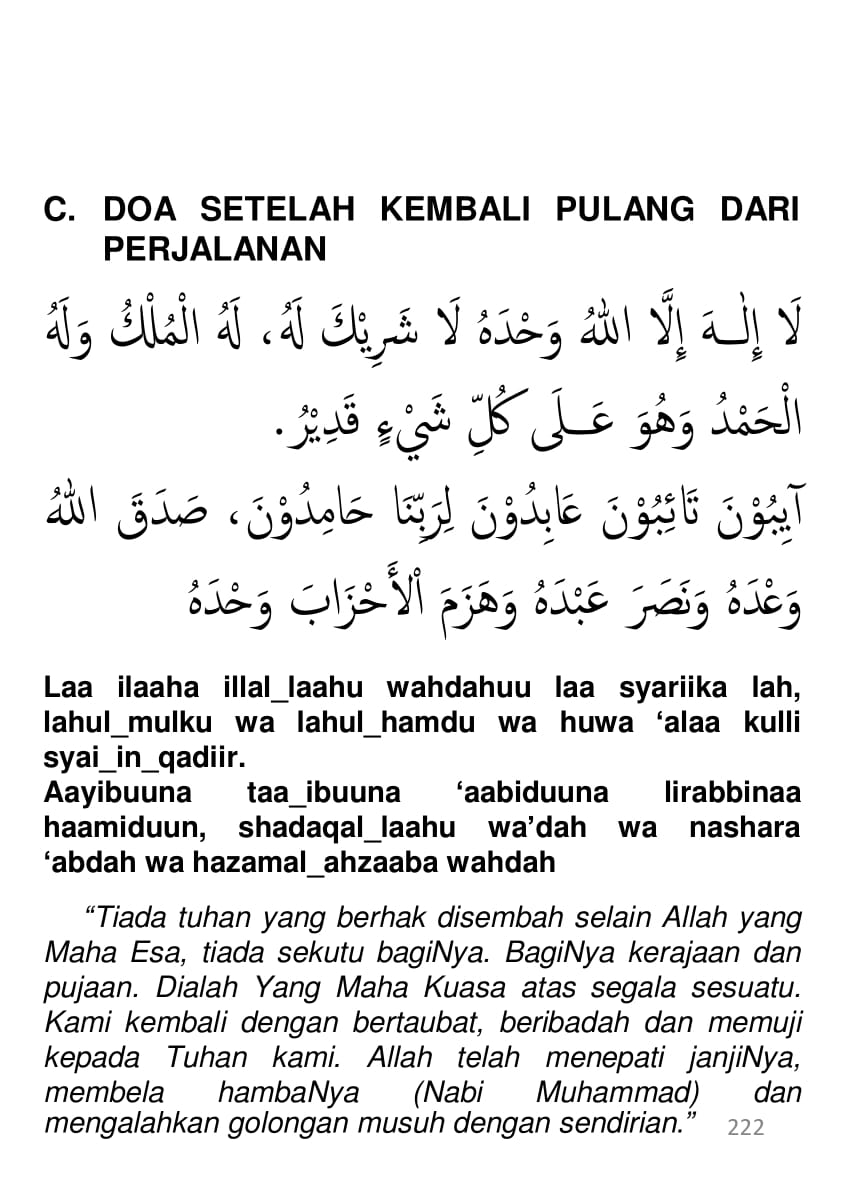 C. DOA SETELAH KEMBALI PULANG DARI
PERJALANAN
لَا إِلٰــهَ إِلَّا اللهُ وَحْدَهُ لَا شَرِيْكَ لَهُ، لَهُ الْمُلْكُ وَلَهُ
الْحَمْدُ وَهُوَ عَــلَى كُلِّ شَيْءٍ قَدِيْرُ.
آيِبُوْنَ تَائِبُوْنَ عَابِدُوْنَ لِرَبِّنَا حَامِدُوْنَ، صَدَقَ اللهُ
وَعْدَهُ وَنَصَرَ عَبْدَهُ وَهَزَمَ اْلأَحْزَابَ وَحْدَهُ
Laa ilaaha illal_laahu wahdahuu laa syariika lah,
lahul_mulku wa lahul_hamdu wa huwa ‘alaa kulli
syai_in_qadiir.
Aayibuuna taa_ibuuna ‘aabiduuna lirabbinaa
haamiduun, shadaqal_laahu wa’dah wa nashara
‘abdah wa hazamal_ahzaaba wahdah
“Tiada tuhan yang berhak disembah selain Allah yang
Maha Esa, tiada sekutu bagiNya. BagiNya kerajaan dan
pujaan. Dialah Yang Maha Kuasa atas segala sesuatu.
Kami kembali dengan bertaubat, beribadah dan memuji
kepada Tuhan kami. Allah telah menepati janjiNya,
membela hambaNya (Nabi Muhammad) dan
mengalahkan golongan musuh dengan sendirian.” 222